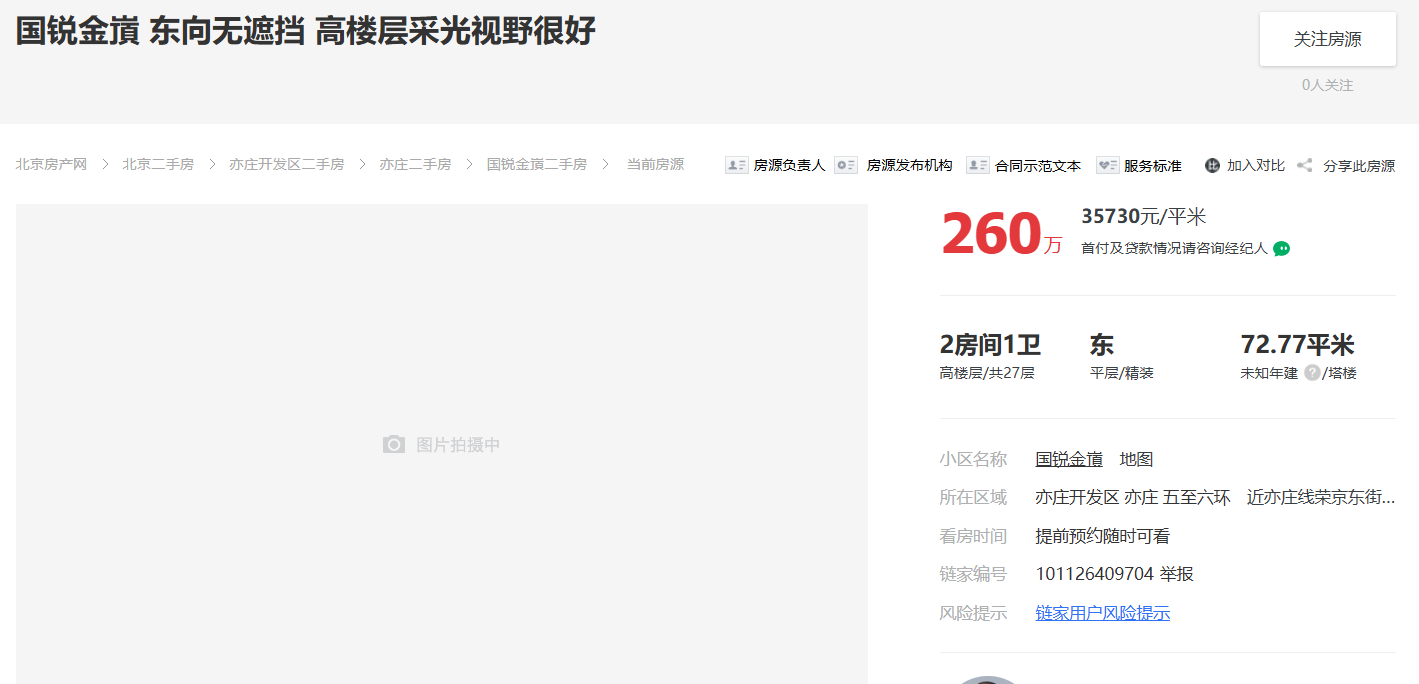 国锐金嵿 东向无遮挡 高楼层采光视野很好
关注房源
0人关注
北京房产网 > 北京二手房 > 亦庄开发区二手房 > 亦庄二手房 > 国锐金嵿二手房 > 当前房源
房源负责人 房源发布机构 合同示范文本 服务标准 加入对比 分享此房源
图片拍摄中
260万
35730元/平米
首付及贷款情况请咨询经纪人
2房间1卫 东 72.77平米
高楼层/共27层 平层/精装 未知年建 ?/塔楼
小区名称 国锐金嵿 地图
所在区域 亦庄开发区 亦庄 五至六环 近亦庄线荣京东街...
看房时间 提前预约随时可看
链家编号 101126409704 举报
风险提示 链家用户风险提示